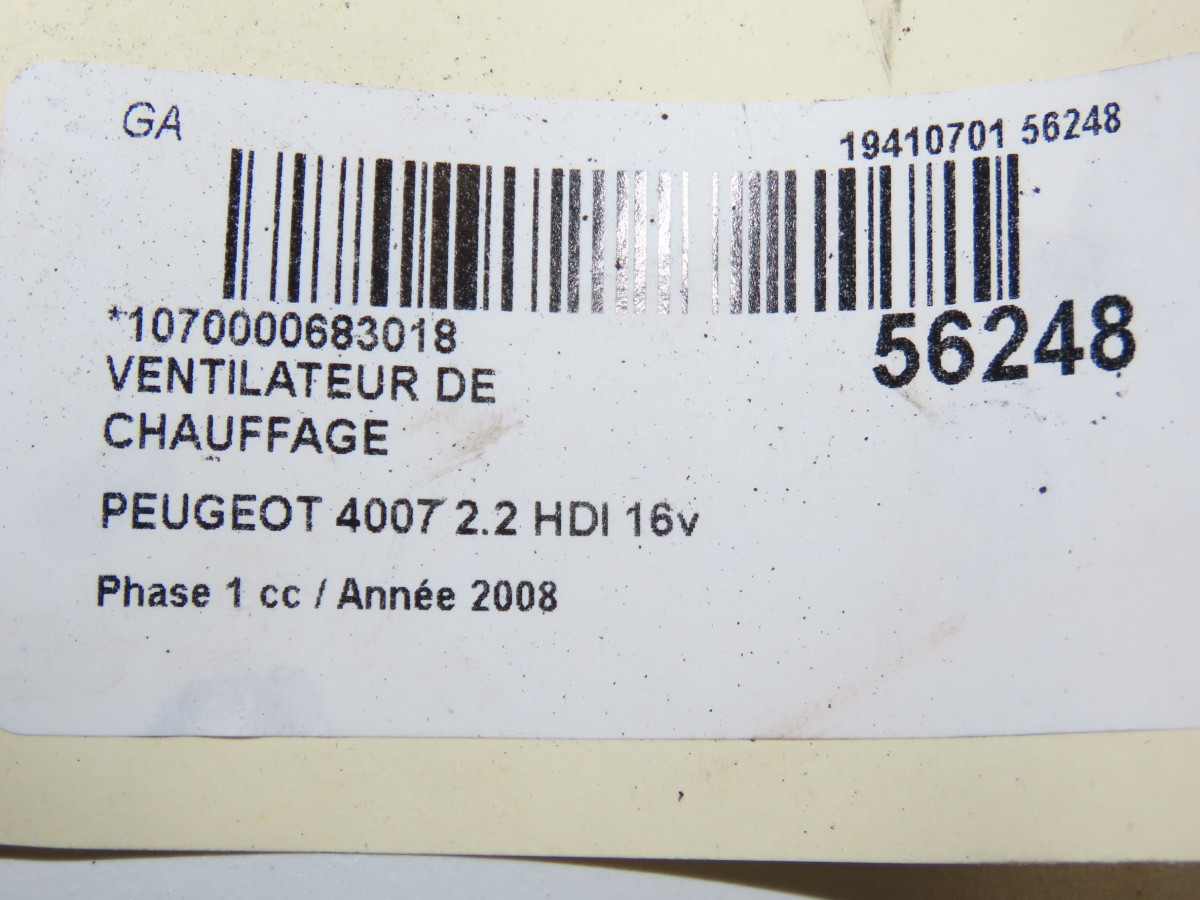 GA
19410701 56248
*1070000683018
56248
VENTILATEUR DE
CHAUFFAGE
PEUGEOT 4007 2.2 HDI 16v
Phase 1 cc / Année 2008